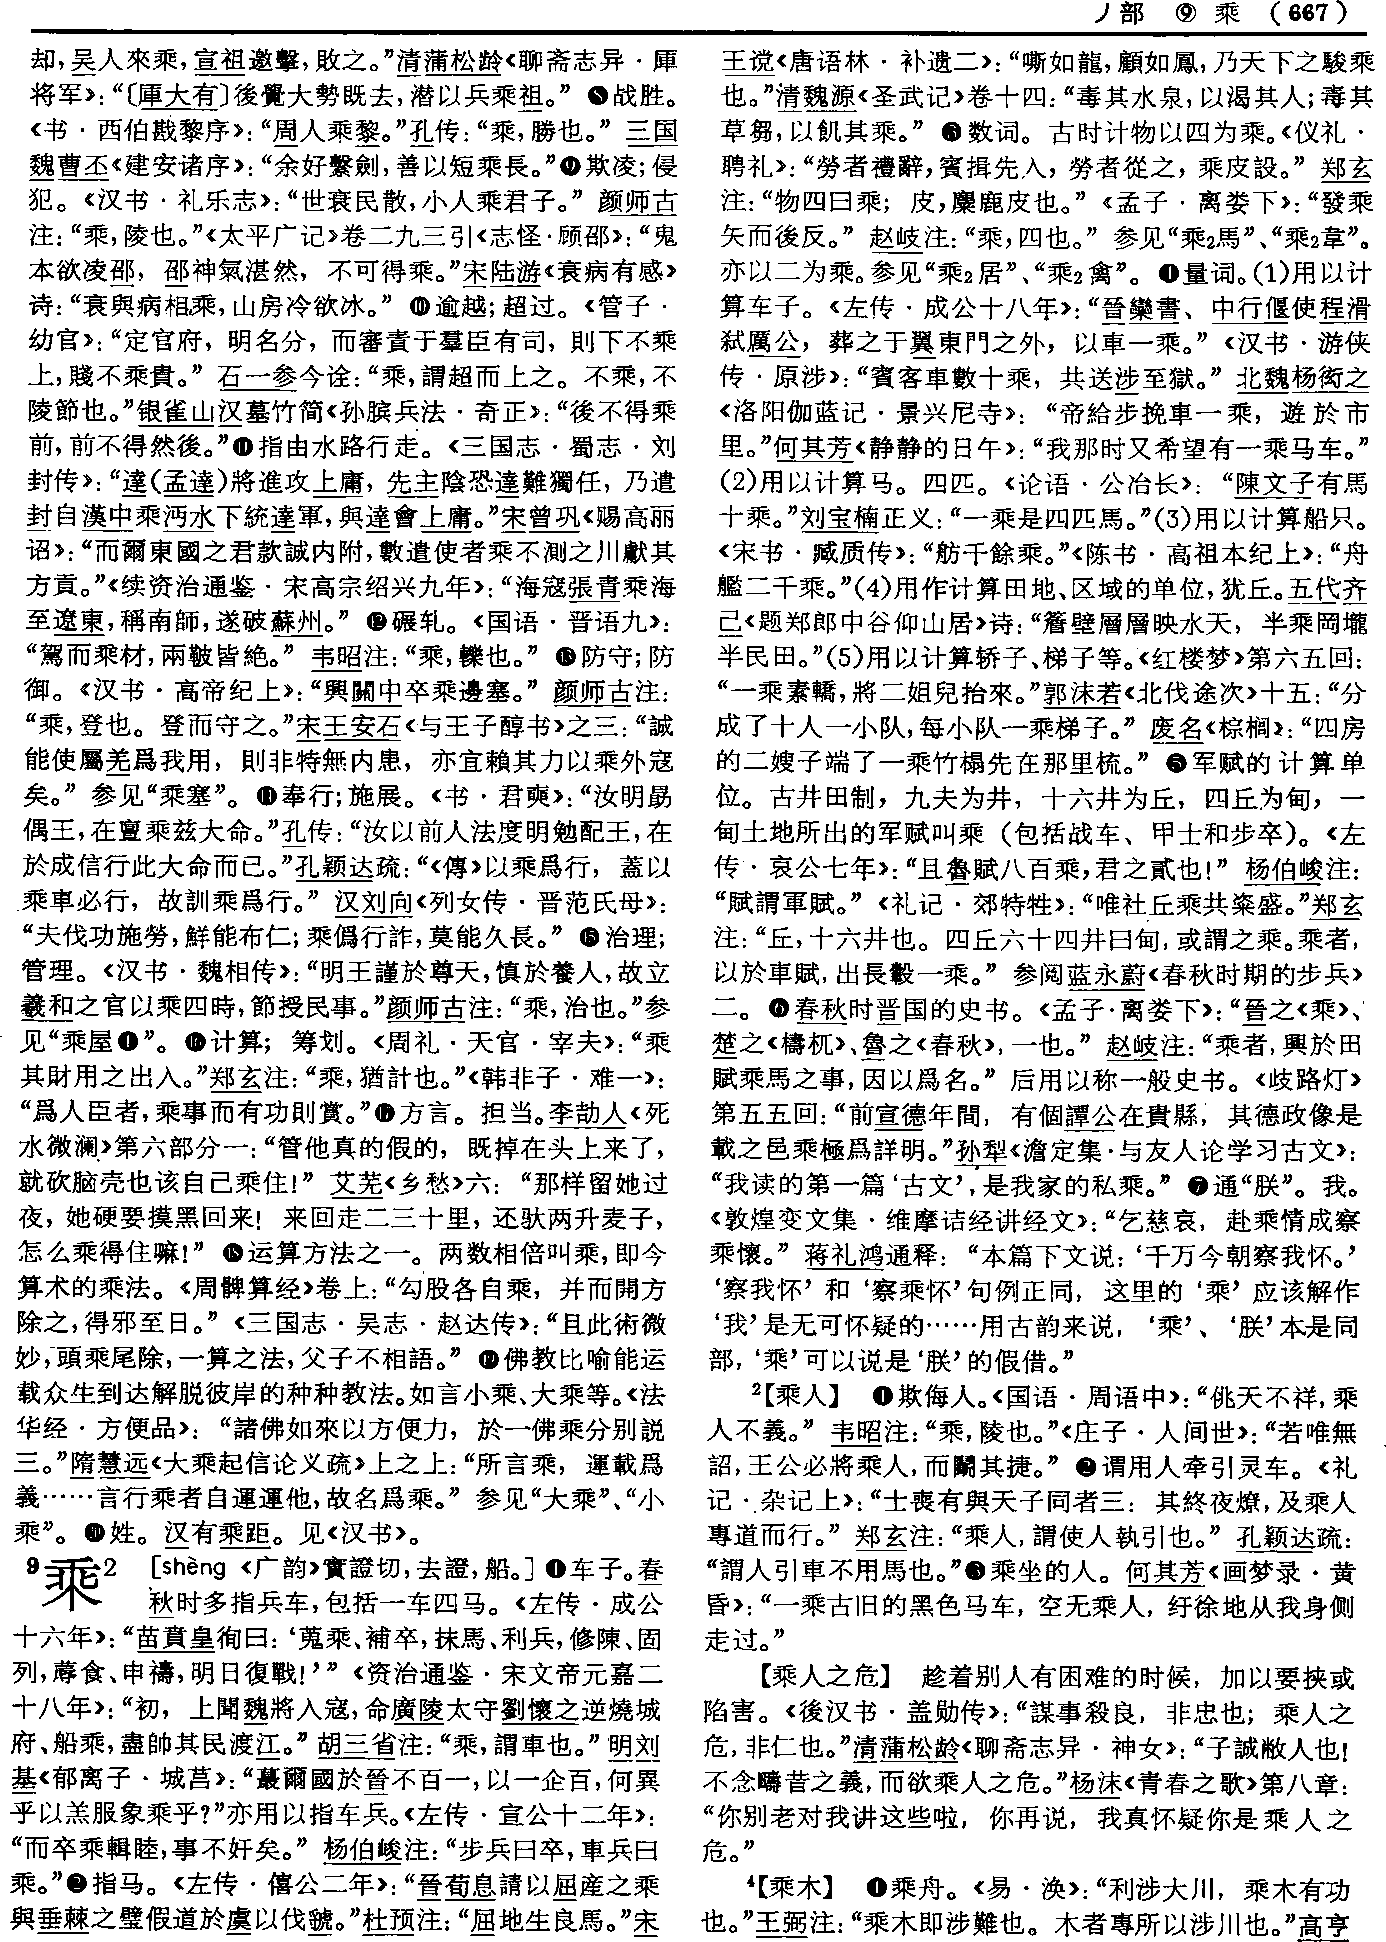 丿部 ⑨ 乘 (667)
却,吴人來乘,宣祖邀擊,敗之。”清蒲松龄《聊斋志异·厙
将军》:“〔厙大有〕後覺大勢既去,潜以兵乘祖。” ❽战胜。
《书·西伯戡黎序》:“周人乘黎。”孔传:“乘,勝也。” 三国
魏曹丕《建安诸序》:“余好繫劍,善以短乘長。”❾欺凌;侵
犯。《汉书·礼乐志》:“世衰民散,小人乘君子。” 颜师古
注:“乘,陵也。”《太平广记》卷二九三引《志怪·顾邵》:“鬼
本欲凌邵, 邵神氣湛然, 不可得乘。”宋陆游《衰病有感》
诗:“衰與病相乘,山房冷欲冰。” ❿逾越;超过。《管子·
幼官》:“定官府, 明名分, 而審責于羣臣有司, 則下不乘
上,賤不乘貴。” 石一参今诠:“乘,謂超而上之。不乘,不
陵節也。”银雀山汉墓竹简《孙膑兵法·奇正》:“後不得乘
前,前不得然後。”⓫指由水路行走。《三国志·蜀志·刘
封传》:“達(孟達)將進攻上庸, 先主陰恐達難獨任, 乃遣
封自漢中乘沔水下統達軍,與達會上庸。”宋曾巩《赐高丽
诏》:“而爾東國之君款誠内附,數遣使者乘不測之川獻其
方貢。”《续资治通鉴·宋高宗绍兴九年》:“海寇張青乘海
至遼東,稱南師,遂破蘇州。” ⓬碾轧。《国语·晋语九》:
“駕而乘材,兩鞁皆絶。” 韦昭注:“乘,轢也。” ⓭防守;防
御。《汉书·高帝纪上》:“興關中卒乘邊塞。” 颜师古注:
“乘,登也。登而守之。”宋王安石《与王子醇书》之三:“誠
能使屬羌爲我用, 則非特無内患, 亦宜賴其力以乘外寇
矣。” 参见“乘塞”。 ⓮奉行;施展。《书·君奭》:“汝明勗
偶王,在亶乘兹大命。”孔传:“汝以前人法度明勉配王,在
於成信行此大命而已。”孔颖达疏:“《傳》以乘爲行, 蓋以
乘車必行, 故訓乘爲行。” 汉刘向《列女传·晋范氏母》:
“夫伐功施勞,鮮能布仁;乘僞行詐,莫能久長。” ⓯治理;
管理。《汉书·魏相传》:“明王謹於尊天,慎於養人,故立
羲和之官以乘四時,節授民事。”颜师古注:“乘,治也。”参
见“乘屋❶”。 ⓰计算; 筹划。《周礼·天官·宰夫》:“乘
其財用之出入。”郑玄注:“乘,猶計也。”《韩非子·难一》:
“爲人臣者,乘事而有功則賞。”⓱方言。担当。李劼人《死
水微澜》第六部分一:“管他真的假的, 既掉在头上来了,
就砍脑壳也该自己乘住!” 艾芜《乡愁》六: “那样留她过
夜, 她硬要摸黑回来! 来回走二三十里, 还驮两升麦子,
怎么乘得住嘛!” ⓲运算方法之一。两数相倍叫乘,即今
算术的乘法。《周髀算经》卷上:“勾股各自乘, 并而開方
除之,得邪至日。” 《三国志·吴志·赵达传》:“且此術微
妙,頭乘尾除,一算之法,父子不相語。” ⓳佛教比喻能运
载众生到达解脱彼岸的种种教法。如言小乘、大乘等。《法
华经·方便品》: “諸佛如來以方便力, 於一佛乘分别説
三。”隋慧远《大乘起信论义疏》上之上:“所言乘, 運載爲
義……言行乘者自運運他,故名爲乘。” 参见“大乘”、“小
乘”。 ⓴姓。汉有乘距。见《汉书》。
9乘2 [shèng 《广韵》實證切,去證,船。]❶车子。春
秋时多指兵车,包括一车四马。《左传·成公
十六年》:“苗賁皇徇曰:‘蒐乘、補卒,抹馬、利兵,修陳、固
列,蓐食、申禱,明日復戰!’” 《资治通鉴·宋文帝元嘉二
十八年》:“初, 上聞魏將入寇,命廣陵太守劉懷之逆燒城
府、船乘,盡帥其民渡江。” 胡三省注:“乘,謂車也。”明刘
基《郁离子·城莒》:“蕞爾國於晉不百一,以一企百,何異
乎以羔服象乘乎?”亦用以指车兵。《左传·宣公十二年》:
“而卒乘輯睦,事不奸矣。” 杨伯峻注:“步兵曰卒,車兵曰
乘。”❷指马。《左传·僖公二年》:“晉荀息請以屈産之乘
與垂棘之璧假道於虞以伐虢。”杜预注:“屈地生良馬。”宋
王谠《唐语林·补遗二》:“嘶如龍,顧如鳳,乃天下之駿乘
也。”清魏源《圣武记》卷十四:“毒其水泉,以渴其人;毒其
草芻,以飢其乘。” ❸数词。古时计物以四为乘。《仪礼·
聘礼》:“勞者禮辭,賓揖先入, 勞者從之, 乘皮設。” 郑玄
注:“物四曰乘; 皮,麋鹿皮也。” 《孟子·离娄下》:“發乘
矢而後反。” 赵岐注:“乘,四也。” 参见“乘2馬”、“乘2韋”。
亦以二为乘。参见“乘2居”、“乘2禽”。 ❹量词。(1)用以计
算车子。《左传·成公十八年》:“晉欒書、中行偃使程滑
弑厲公, 葬之于翼東門之外, 以車一乘。” 《汉书·游侠
传·原涉》:“賓客車數十乘, 共送涉至獄。” 北魏杨衒之
《洛阳伽蓝记·景兴尼寺》: “帝給步挽車一乘, 遊於市
里。”何其芳《静静的日午》:“我那时又希望有一乘马车。”
(2)用以计算马。四匹。《论语·公冶长》: “陳文子有馬
十乘。”刘宝楠正义:“一乘是四匹馬。”(3)用以计算船只。
《宋书·臧质传》:“舫千餘乘。”《陈书·高祖本纪上》:“舟
艦二千乘。”(4)用作计算田地、区域的单位,犹丘。五代齐
己《题郑郎中谷仰山居》诗:“簷壁層層映水天, 半乘岡壠
半民田。”(5)用以计算轿子、梯子等。《红楼梦》第六五回:
“一乘素轎,將二姐兒抬來。”郭沫若《北伐途次》十五:“分
成了十人一小队,每小队一乘梯子。” 废名《棕榈》:“四房
的二嫂子端了一乘竹榻先在那里梳。” ❺军赋的计算单
位。古井田制, 九夫为井, 十六井为丘, 四丘为甸, 一
甸土地所出的军赋叫乘 (包括战车、甲士和步卒)。《左
传·哀公七年》:“且魯賦八百乘,君之貳也!” 杨伯峻注:
“賦謂軍賦。” 《礼记·郊特牲》:“唯社丘乘共粢盛。”郑玄
注:“丘,十六井也。四丘六十四井曰甸,或謂之乘。乘者,
以於車賦,出長轂一乘。” 参阅蓝永蔚《春秋时期的步兵》
二。 ❻春秋时晋国的史书。《孟子·离娄下》:“晉之《乘》、
楚之《檮杌》、魯之《春秋》,一也。” 赵岐注:“乘者,興於田
賦乘馬之事,因以爲名。” 后用以称一般史书。《歧路灯》
第五五回:“前宣德年間, 有個譚公在貴縣, 其德政像是
載之邑乘極爲詳明。”孙犁《澹定集·与友人论学习古文》:
“我读的第一篇‘古文’,是我家的私乘。” ❼通“朕”。我。
《敦煌变文集·维摩诘经讲经文》:“乞慈哀, 赴乘情成察
乘懷。” 蒋礼鸿通释: “本篇下文说:‘千万今朝察我怀。’
‘察我怀’ 和 ‘察乘怀’句例正同, 这里的 ‘乘’ 应该解作
‘我’是无可怀疑的……用古韵来说, ‘乘’、‘朕’本是同
部,‘乘’可以说是‘朕’的假借。”
2【乘人】 ❶欺侮人。《国语·周语中》:“佻天不祥,乘
人不義。” 韦昭注:“乘,陵也。”《庄子·人间世》:“若唯無
詔,王公必將乘人,而鬭其捷。” ❷谓用人牵引灵车。《礼
记·杂记上》:“士喪有與天子同者三: 其終夜燎,及乘人
專道而行。” 郑玄注:“乘人,謂使人執引也。” 孔颖达疏:
“謂人引車不用馬也。”❸乘坐的人。何其芳《画梦录·黄
昏》:“一乘古旧的黑色马车, 空无乘人, 纡徐地从我身侧
走过。”
【乘人之危】 趁着别人有困难的时候, 加以要挟或
陷害。《後汉书·盖勋传》:“謀事殺良, 非忠也; 乘人之
危,非仁也。”清蒲松龄《聊斋志异·神女》:“子誠敝人也!
不念疇昔之義,而欲乘人之危。”杨沫《青春之歌》第八章:
“你别老对我讲这些啦, 你再说, 我真怀疑你是乘人之
危。”
4【乘木】 ❶乘舟。《易·涣》:“利涉大川, 乘木有功
也。”王弼注:“乘木即涉難也。木者專所以涉川也。”高亨